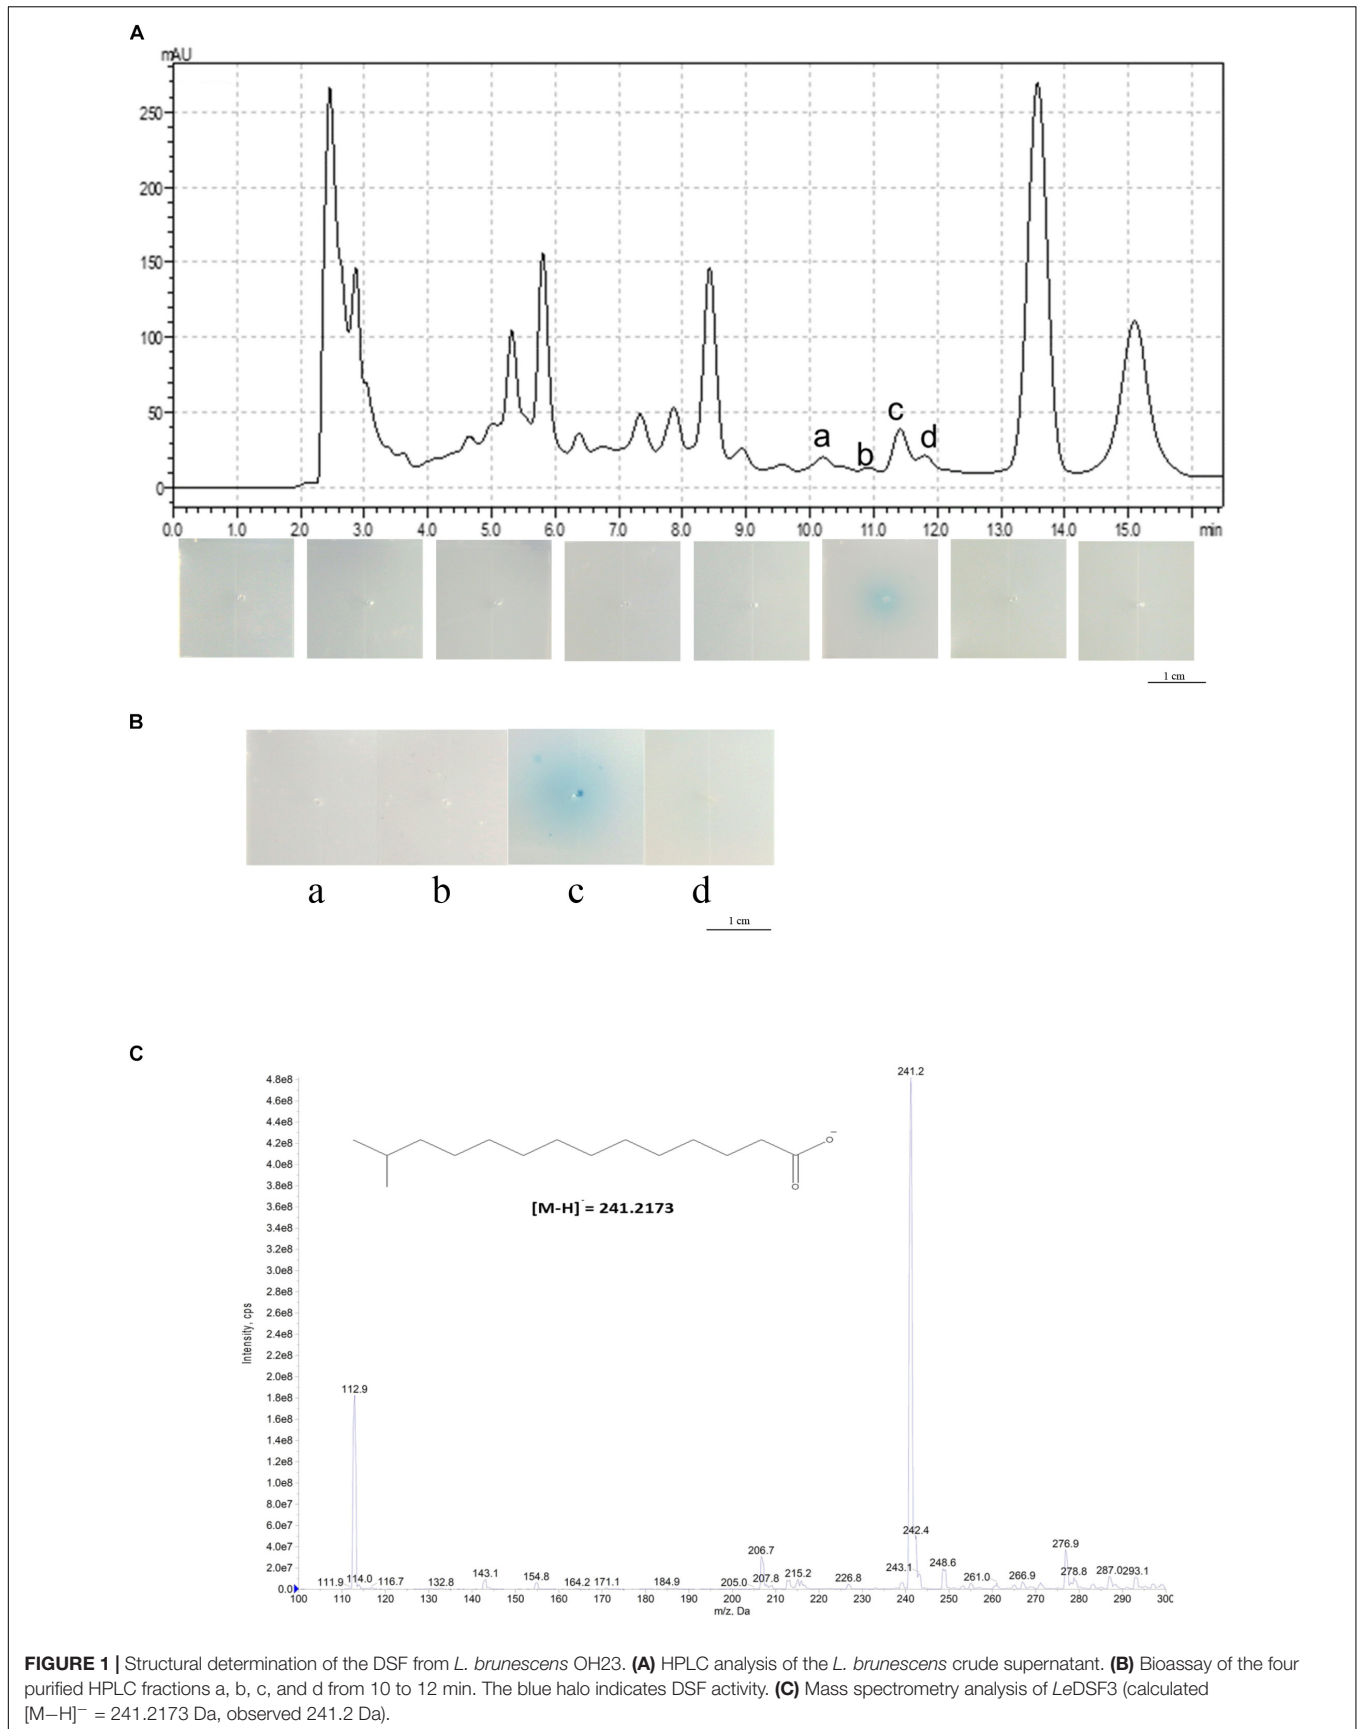 A
mAU
250
200
150
100
50
0
a
b
c
d
0.0 1.0 2.0 3.0 4.0 5.0 6.0 7.0 8.0 9.0 10.0 11.0 12.0 13.0 14.0 15.0 min
1 cm
B
a b c d
1 cm
C
Intensity, cps
4.8e8
4.6e8
4.4e8
4.2e8
4.0e8
3.8e8
3.6e8
3.4e8
3.2e8
3.0e8
2.8e8
2.6e8
2.4e8
2.2e8
2.0e8
1.8e8
1.6e8
1.4e8
1.2e8
1.0e8
8.0e7
6.0e7
4.0e7
2.0e7
0.0
241.2
O−
O
[M-H]⁻ = 241.2173
112.9
242.4
206.7
276.9
111.9 114.0 116.7 132.8 143.1 154.8 164.2 171.1 184.9 205.0 207.8 215.2 226.8 243.1 248.6 261.0 266.9 278.8 287.0 293.1
100 110 120 130 140 150 160 170 180 190 200 210 220 230 240 250 260 270 280 290 300
m/z. Da
FIGURE 1 | Structural determination of the DSF from L. brunescens OH23. (A) HPLC analysis of the L. brunescens crude supernatant. (B) Bioassay of the four
purified HPLC fractions a, b, c, and d from 10 to 12 min. The blue halo indicates DSF activity. (C) Mass spectrometry analysis of LeDSF3 (calculated
[M−H]⁻ = 241.2173 Da, observed 241.2 Da).